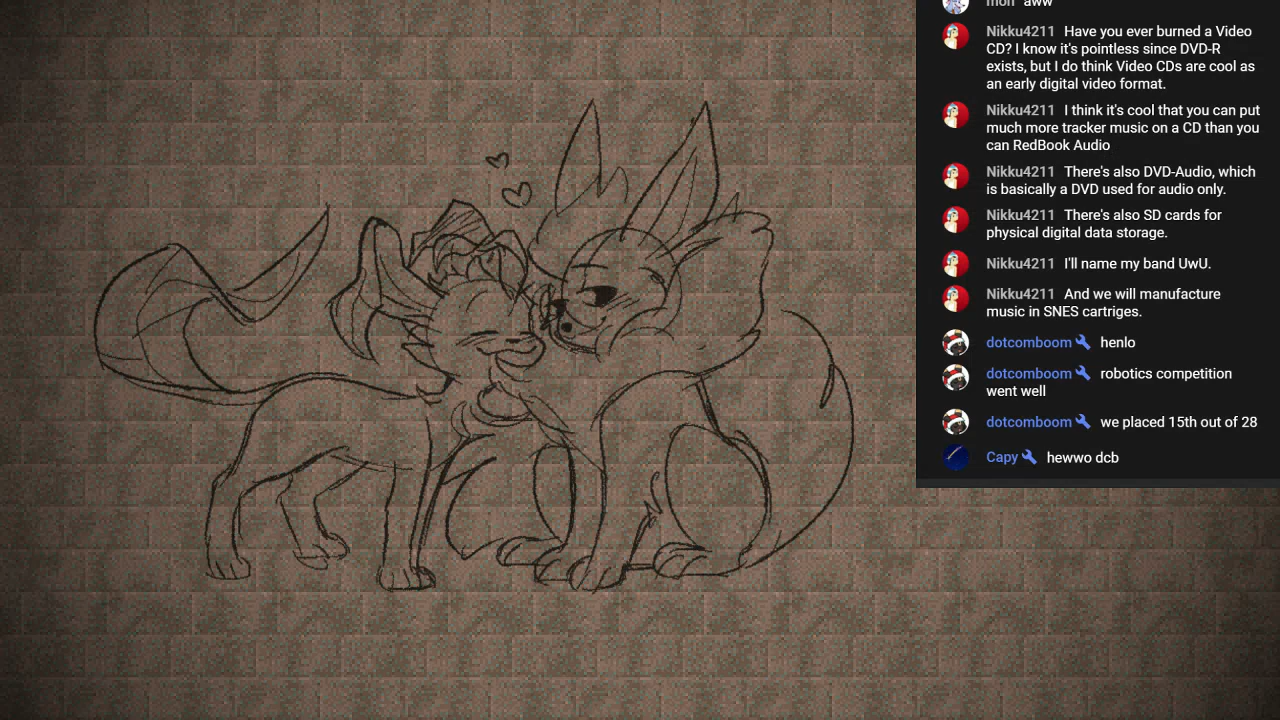 mon aww
Nikku4211 Have you ever burned a Video
CD? I know it's pointless since DVD-R
exists, but I do think Video CDs are cool as
an early digital video format.
Nikku4211 I think it's cool that you can put
much more tracker music on a CD than you
can RedBook Audio
Nikku4211 There's also DVD-Audio, which
is basically a DVD used for audio only.
Nikku4211 There's also SD cards for
physical digital data storage.
Nikku4211 I'll name my band UwU.
Nikku4211 And we will manufacture
music in SNES cartriges.
dotcomboom henlo
dotcomboom robotics competition
went well
dotcomboom we placed 15th out of 28
Capy hewwo dcb